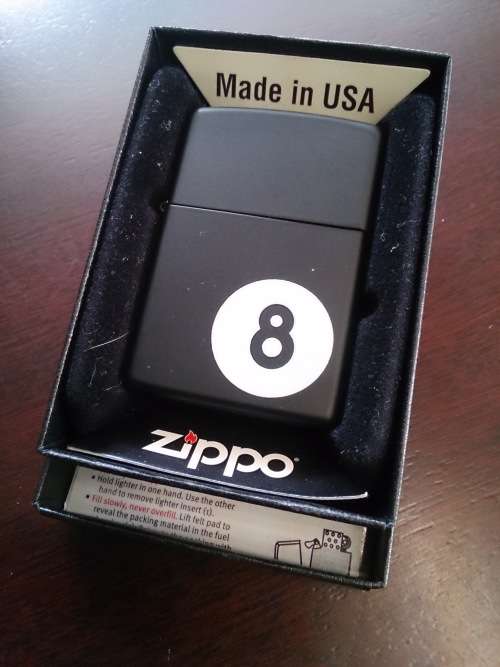 Made in USA
8
zippo
• Hold lighter in one hand. Use the other
hand to remove lighter insert (1).
• Fill slowly, never overfill. Lift felt pad to
reveal the packing material in the fuel